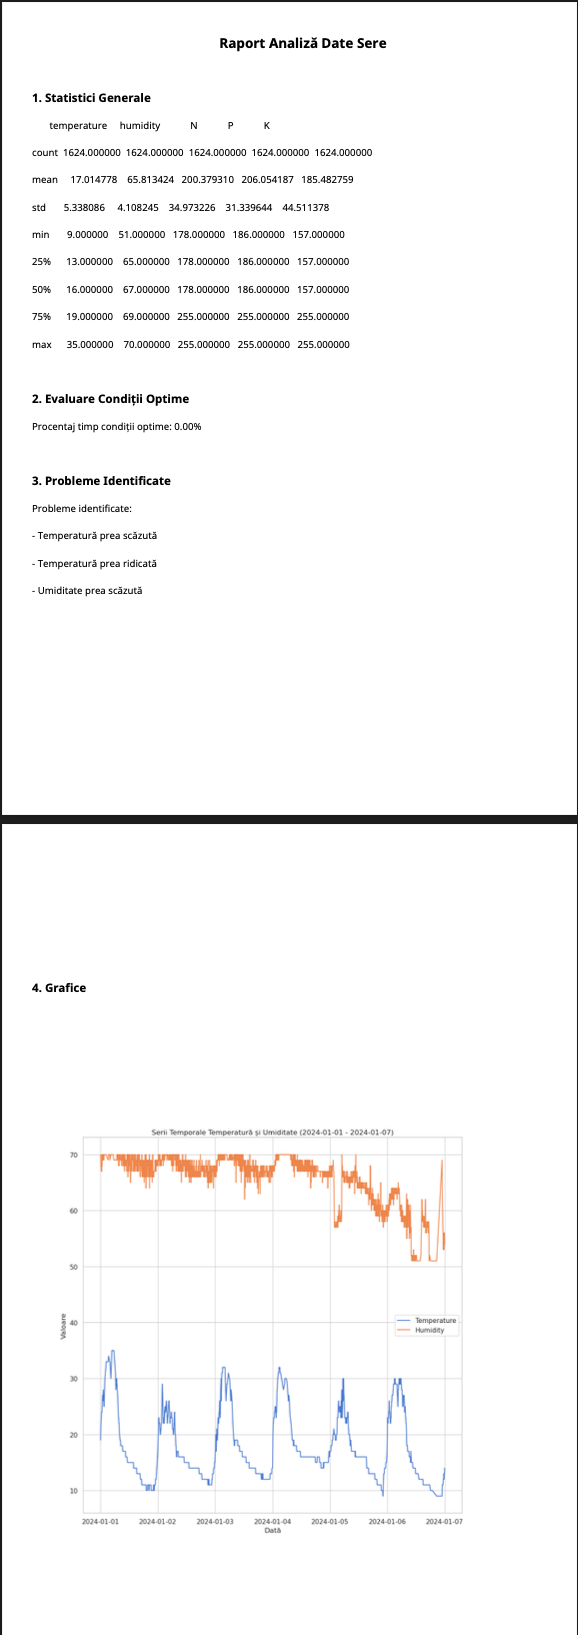 Raport Analiză Date Sere
1. Statistici Generale
temperature humidity N P K
count 1624.000000 1624.000000 1624.000000 1624.000000 1624.000000
mean 17.014778 65.813424 200.379310 206.054187 185.482759
std 5.338086 4.108245 34.973226 31.339644 44.511378
min 9.000000 51.000000 178.000000 186.000000 157.000000
25% 13.000000 65.000000 178.000000 186.000000 157.000000
50% 16.000000 67.000000 178.000000 186.000000 157.000000
75% 19.000000 69.000000 255.000000 255.000000 255.000000
max 35.000000 70.000000 255.000000 255.000000 255.000000
2. Evaluare Condiții Optime
Procentaj timp condiții optime: 0.00%
3. Probleme Identificate
Probleme identificate:
- Temperatură prea scăzută
- Temperatură prea ridicată
- Umiditate prea scăzută
4. Grafice
Serii Temporale Temperatură și Umiditate (2024-01-01 - 2024-01-07)
70
60
50
40
30
20
10
Valoare
Temperature
Humidity
2024-01-01 2024-01-02 2024-01-03 2024-01-04 2024-01-05 2024-01-06 2024-01-07
Dată